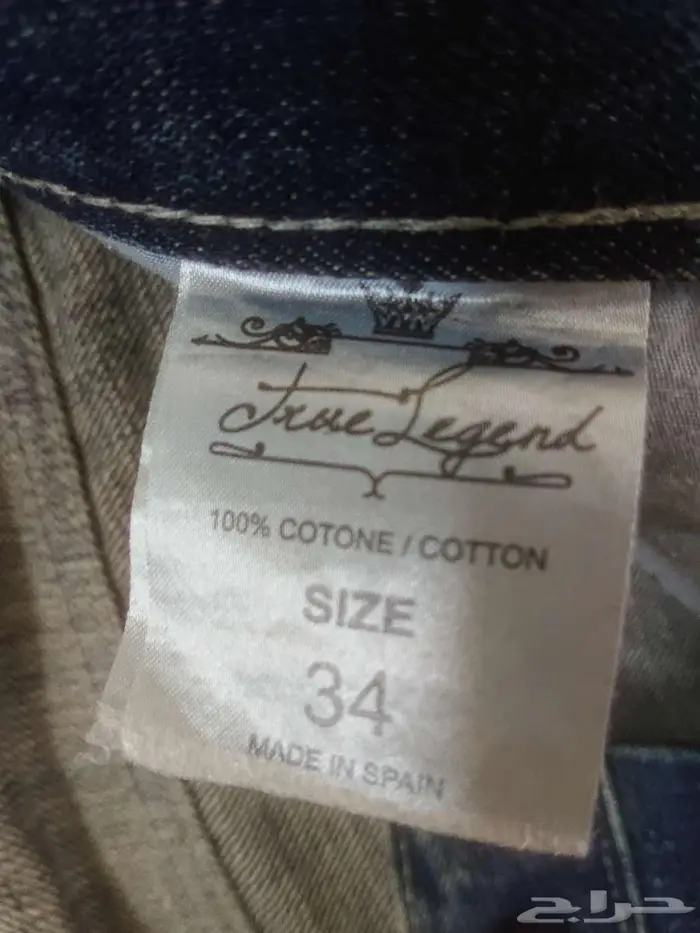 True Legend
100% COTONE / COTTON
SIZE
34
MADE IN SPAIN
حراج